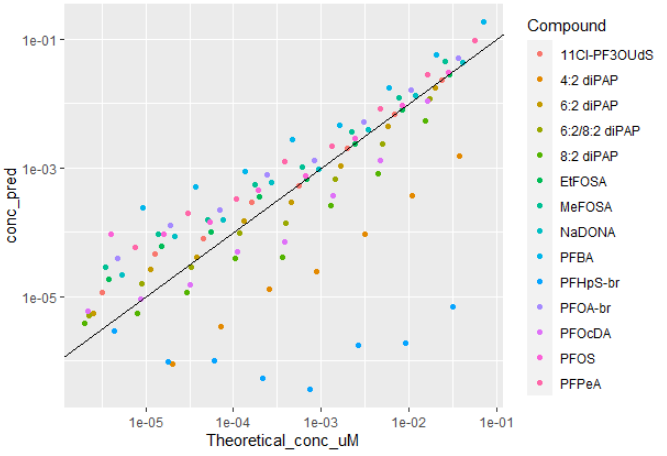 Compound
11Cl-PF3OUdS
4:2 diPAP
6:2 diPAP
6:2/8:2 diPAP
8:2 diPAP
EtFOSA
MeFOSA
NaDONA
PFBA
PFHpS-br
PFOA-br
PFOcDA
PFOS
PFPeA
conc_pred
1e-01
1e-03
1e-05
1e-05
1e-04
1e-03
1e-02
1e-01
Theoretical_conc_uM